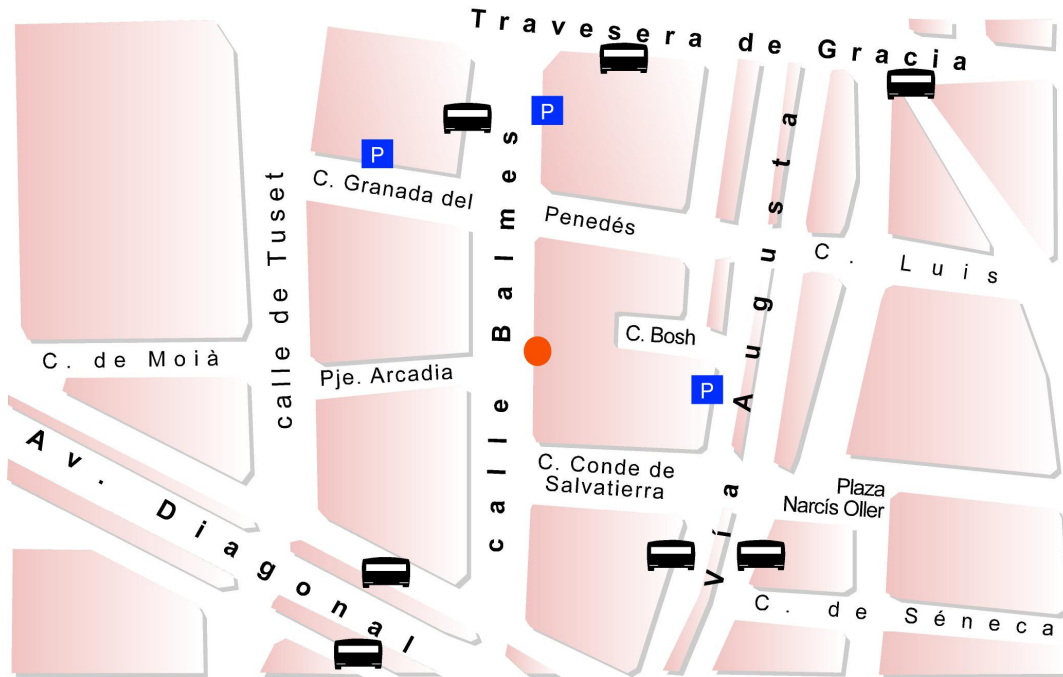 Travesera de Gracia
P
P
C. Granada del
Penedés
calle de Tuset
calle Balmes
Vía Augusta
C. Luis
C. Bosh
C. de Moià
Pje. Arcadia
P
Av. Diagonal
C. Conde de
Salvatierra
Plaza
Narcís Oller
C. de Séneca